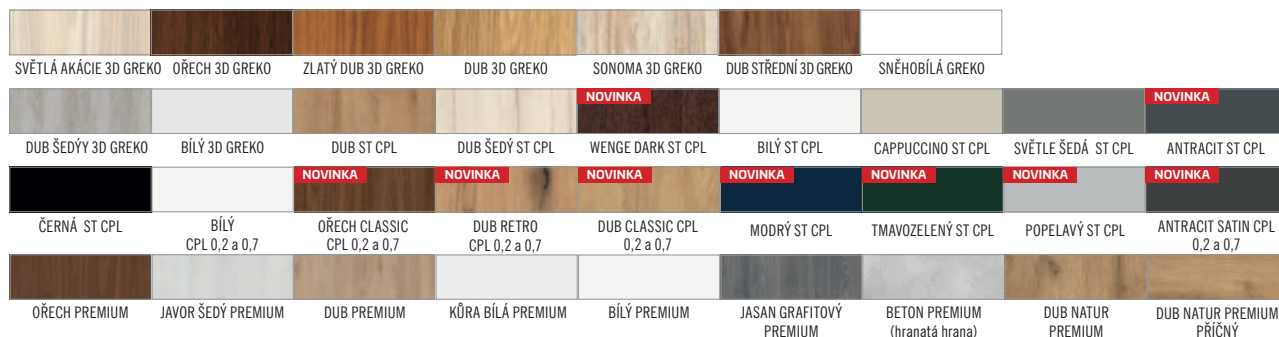 SVĚTLÁ AKÁCIE 3D GREKO OŘECH 3D GREKO ZLATÝ DUB 3D GREKO DUB 3D GREKO SONOMA 3D GREKO DUB STŘEDNÍ 3D GREKO SNĚHOBÍLÁ GREKO
NOVINKA NOVINKA
DUB ŠEDÝY 3D GREKO BÍLÝ 3D GREKO DUB ST CPL DUB ŠEDÝ ST CPL WENGE DARK ST CPL BILÝ ST CPL CAPPUCCINO ST CPL SVĚTLE ŠEDÁ ST CPL ANTRACIT ST CPL
NOVINKA NOVINKA NOVINKA NOVINKA NOVINKA NOVINKA NOVINKA
ČERNÁ ST CPL BÍLÝ OŘECH CLASSIC DUB RETRO DUB CLASSIC CPL MODRÝ ST CPL TMAVOZELENÝ ST CPL POPELAVÝ ST CPL ANTRACIT SATIN CPL
CPL 0,2 a 0,7 CPL 0,2 a 0,7 CPL 0,2 a 0,7 0,2 a 0,7 0,2 a 0,7
OŘECH PREMIUM JAVOR ŠEDÝ PREMIUM DUB PREMIUM KŮRA BÍLÁ PREMIUM BÍLÝ PREMIUM JASAN GRAFITOVÝ BETON PREMIUM DUB NATUR DUB NATUR PREMIUM
PREMIUM (hranatá hrana) PREMIUM PŘÍČNÝ